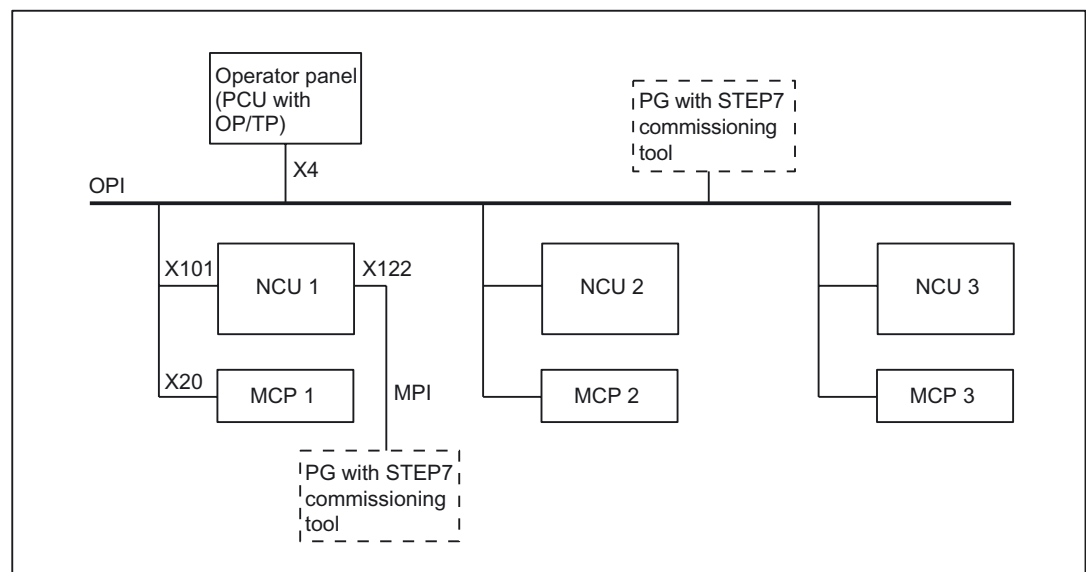 Operator panel
(PCU with
OP/TP)
PG with STEP7
commissioning
tool
X4
OPI
X101
NCU 1
X122
NCU 2
NCU 3
X20
MCP 1
MPI
MCP 2
MCP 3
PG with STEP7
commissioning
tool